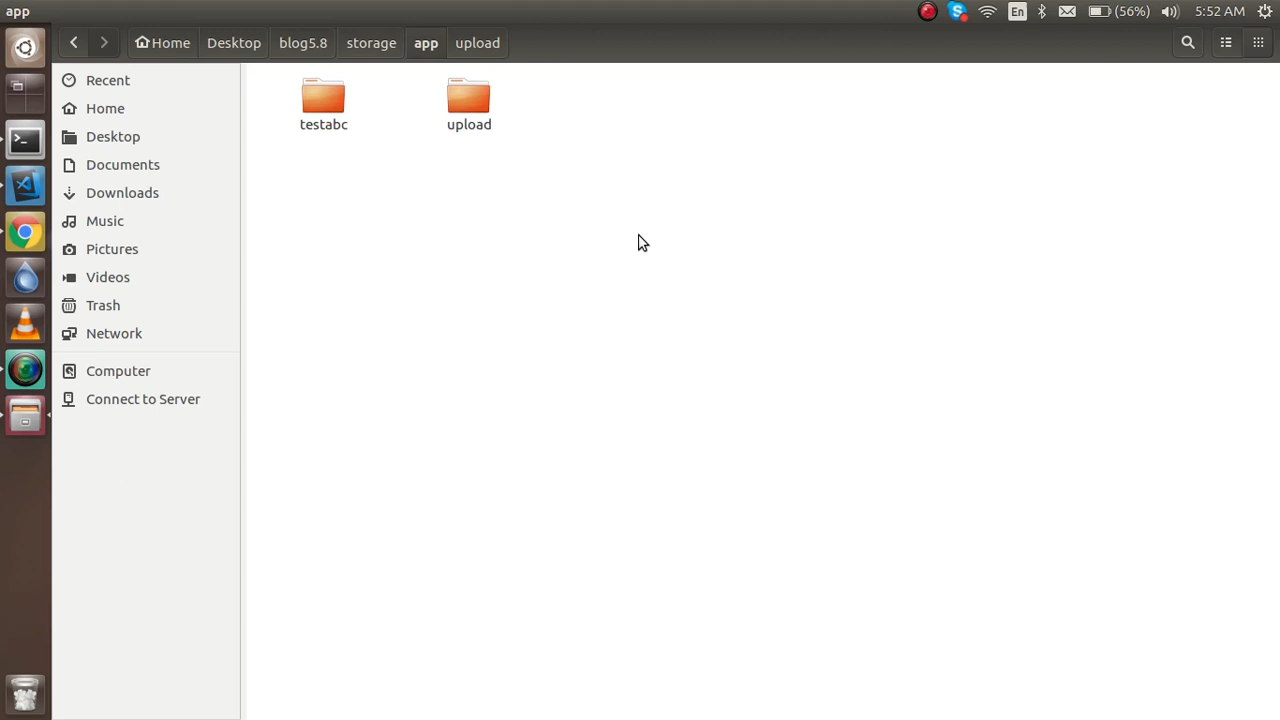 app
En
(56%)
5:52 AM
Home
Desktop
blog5.8
storage
app
upload
Recent
Home
Desktop
Documents
Downloads
Music
Pictures
Videos
Trash
Network
Computer
Connect to Server
testabc
upload